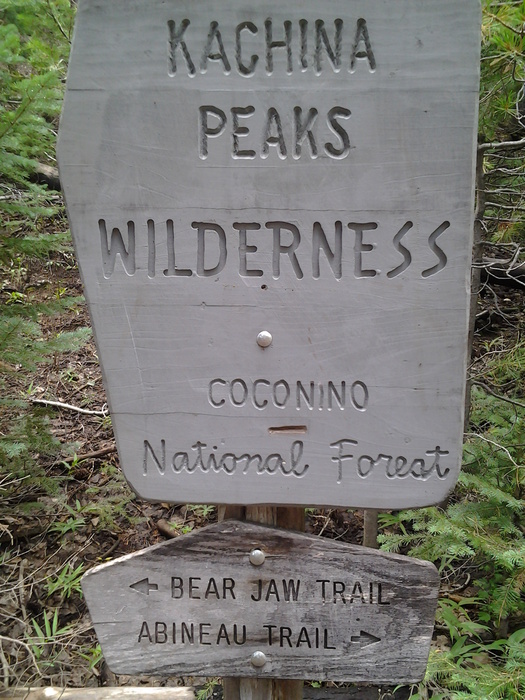 KACHINA
PEAKS
WILDERNESS
COCONINO
National Forest
← BEAR JAW TRAIL
ABINEAU TRAIL →